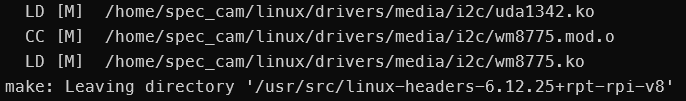 LD [M]  /home/spec_cam/linux/drivers/media/i2c/uda1342.ko
CC [M]  /home/spec_cam/linux/drivers/media/i2c/wm8775.mod.o
LD [M]  /home/spec_cam/linux/drivers/media/i2c/wm8775.ko
make: Leaving directory '/usr/src/linux-headers-6.12.25+rpt-rpi-v8'